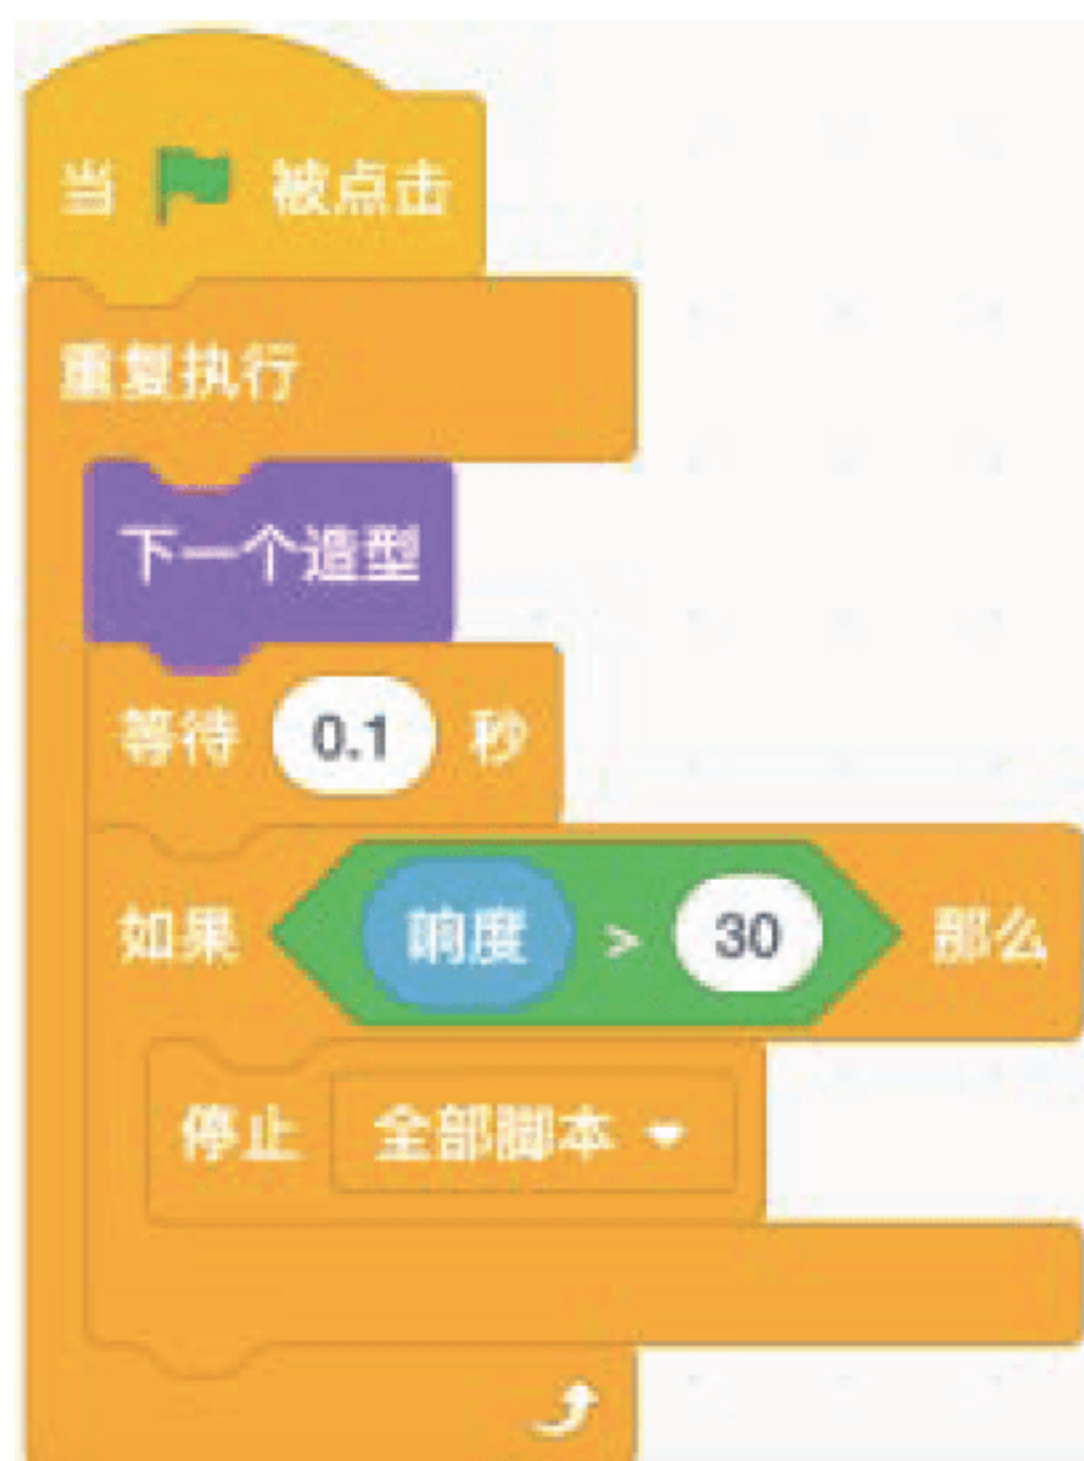 当 被点击
重复执行
下一个造型
等待 0.1 秒
如果 响度 > 30 那么
停止 全部脚本